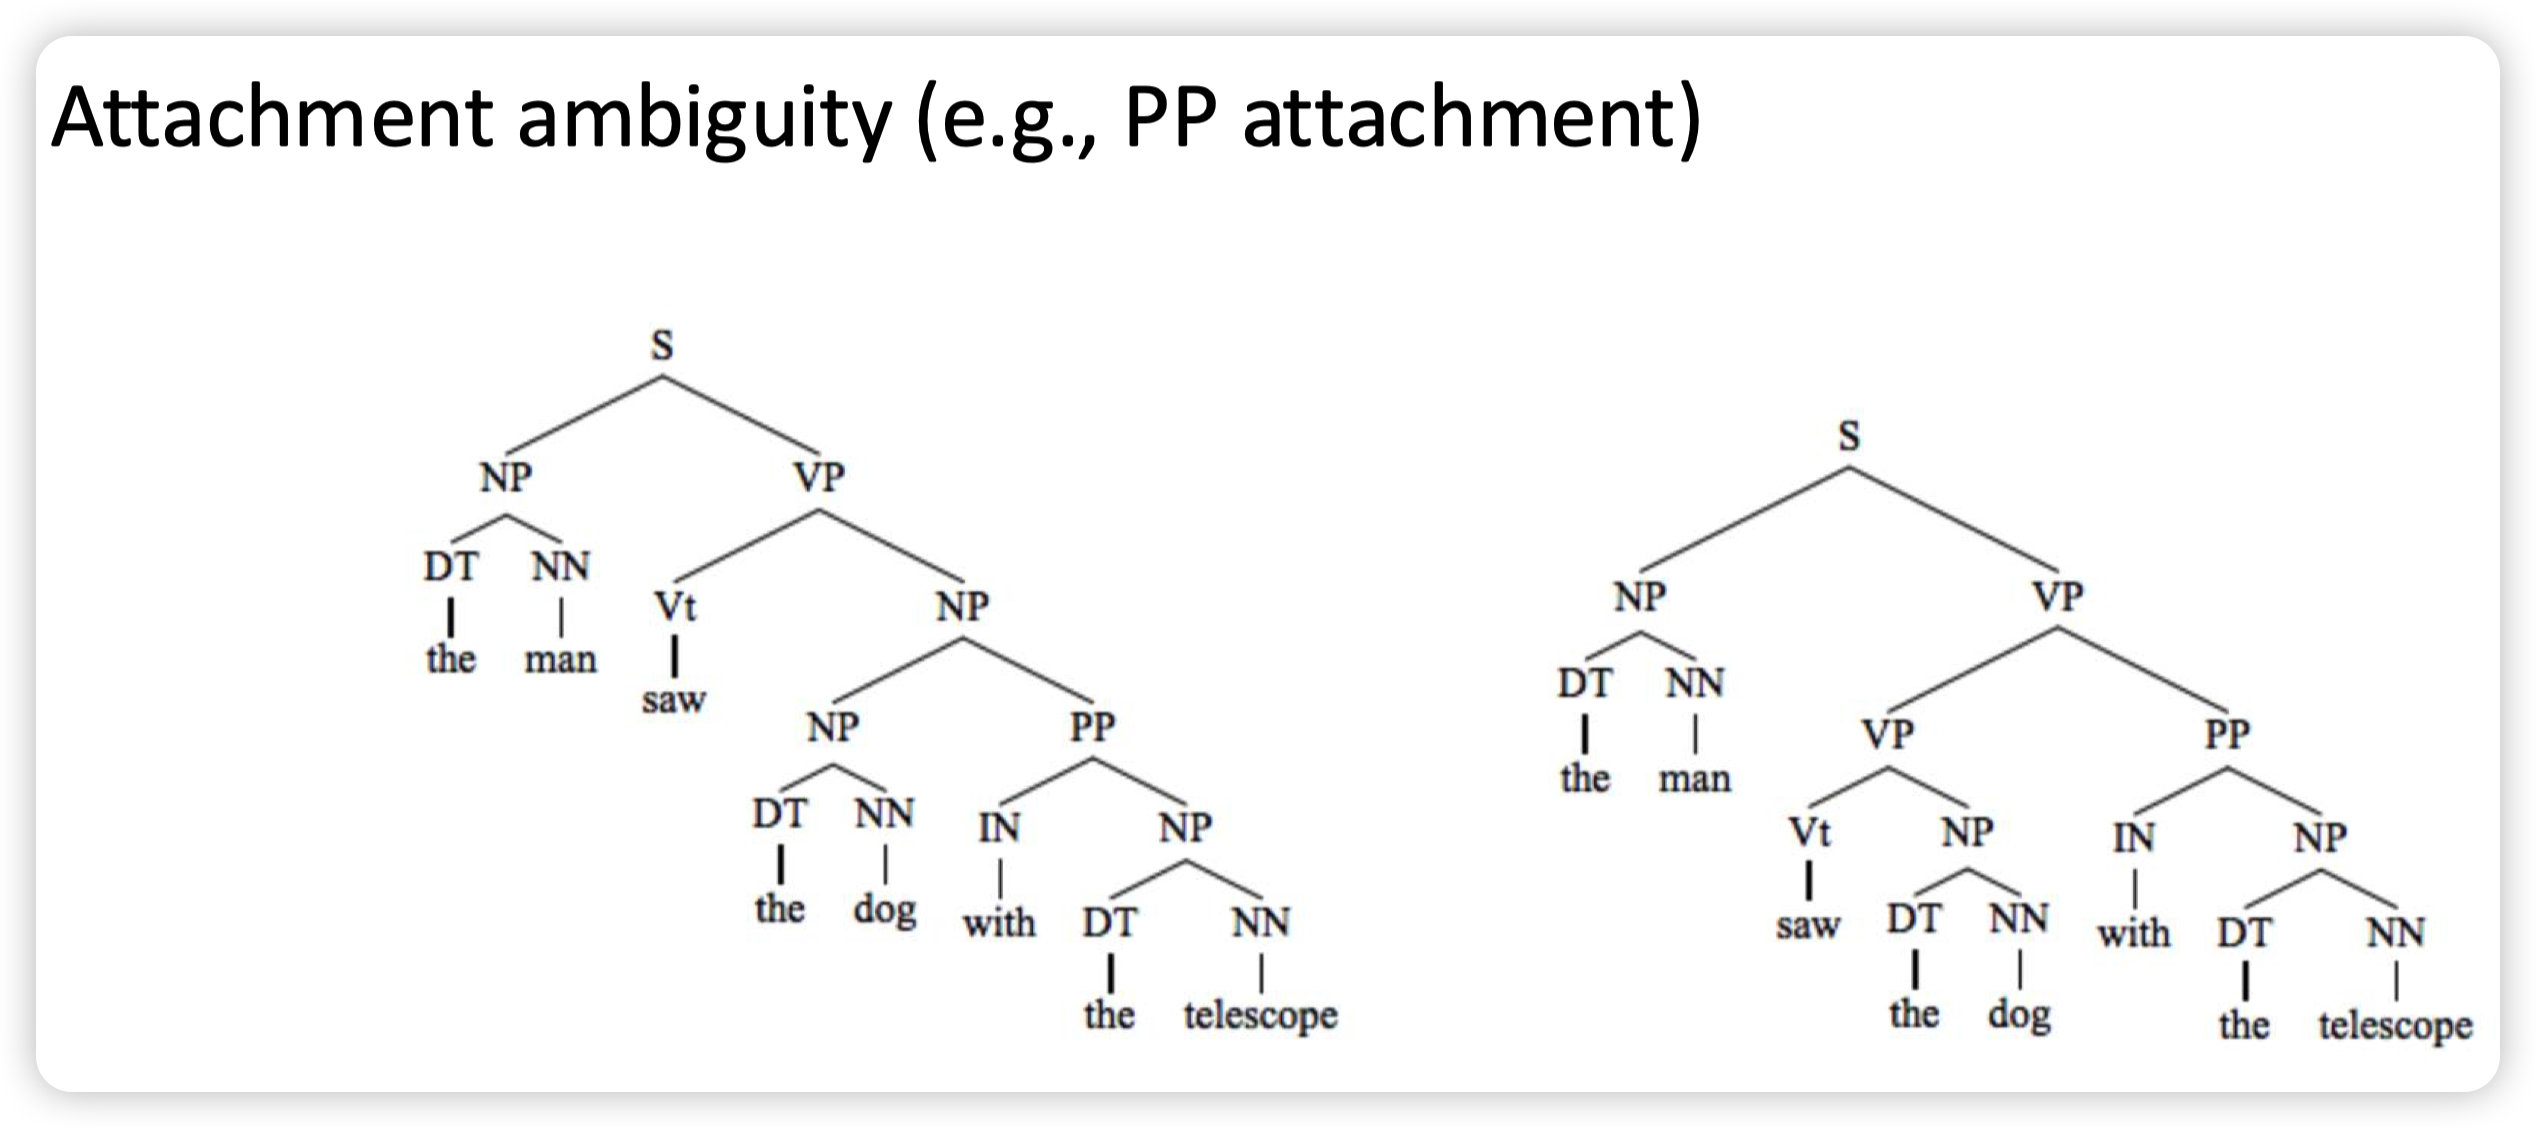 Attachment ambiguity (e.g., PP attachment)
S
NP VP
DT NN
the man
Vt NP
saw
NP PP
DT NN IN NP
the dog with DT NN
the telescope
S
NP VP
DT NN
the man
VP PP
Vt NP IN NP
saw DT NN with DT NN
the dog the telescope